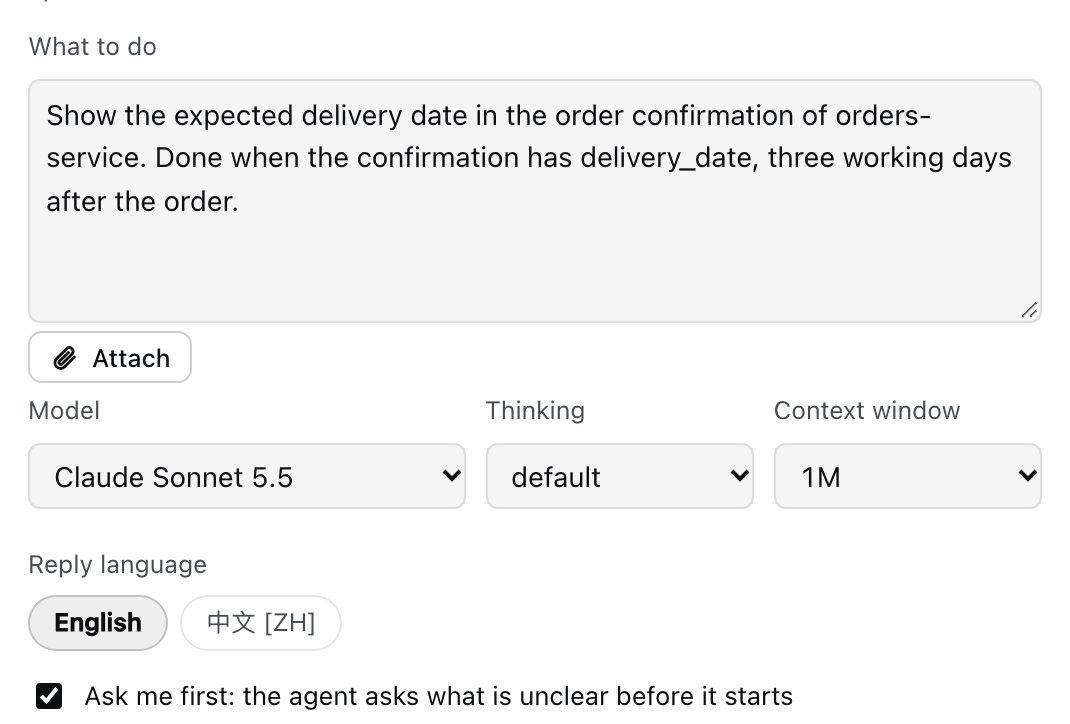 What to do
Show the expected delivery date in the order confirmation of orders-
service. Done when the confirmation has delivery_date, three working days
after the order.
Attach
Model
Thinking
Context window
Claude Sonnet 5.5
default
1M
Reply language
English
中文 [ZH]
Ask me first: the agent asks what is unclear before it starts